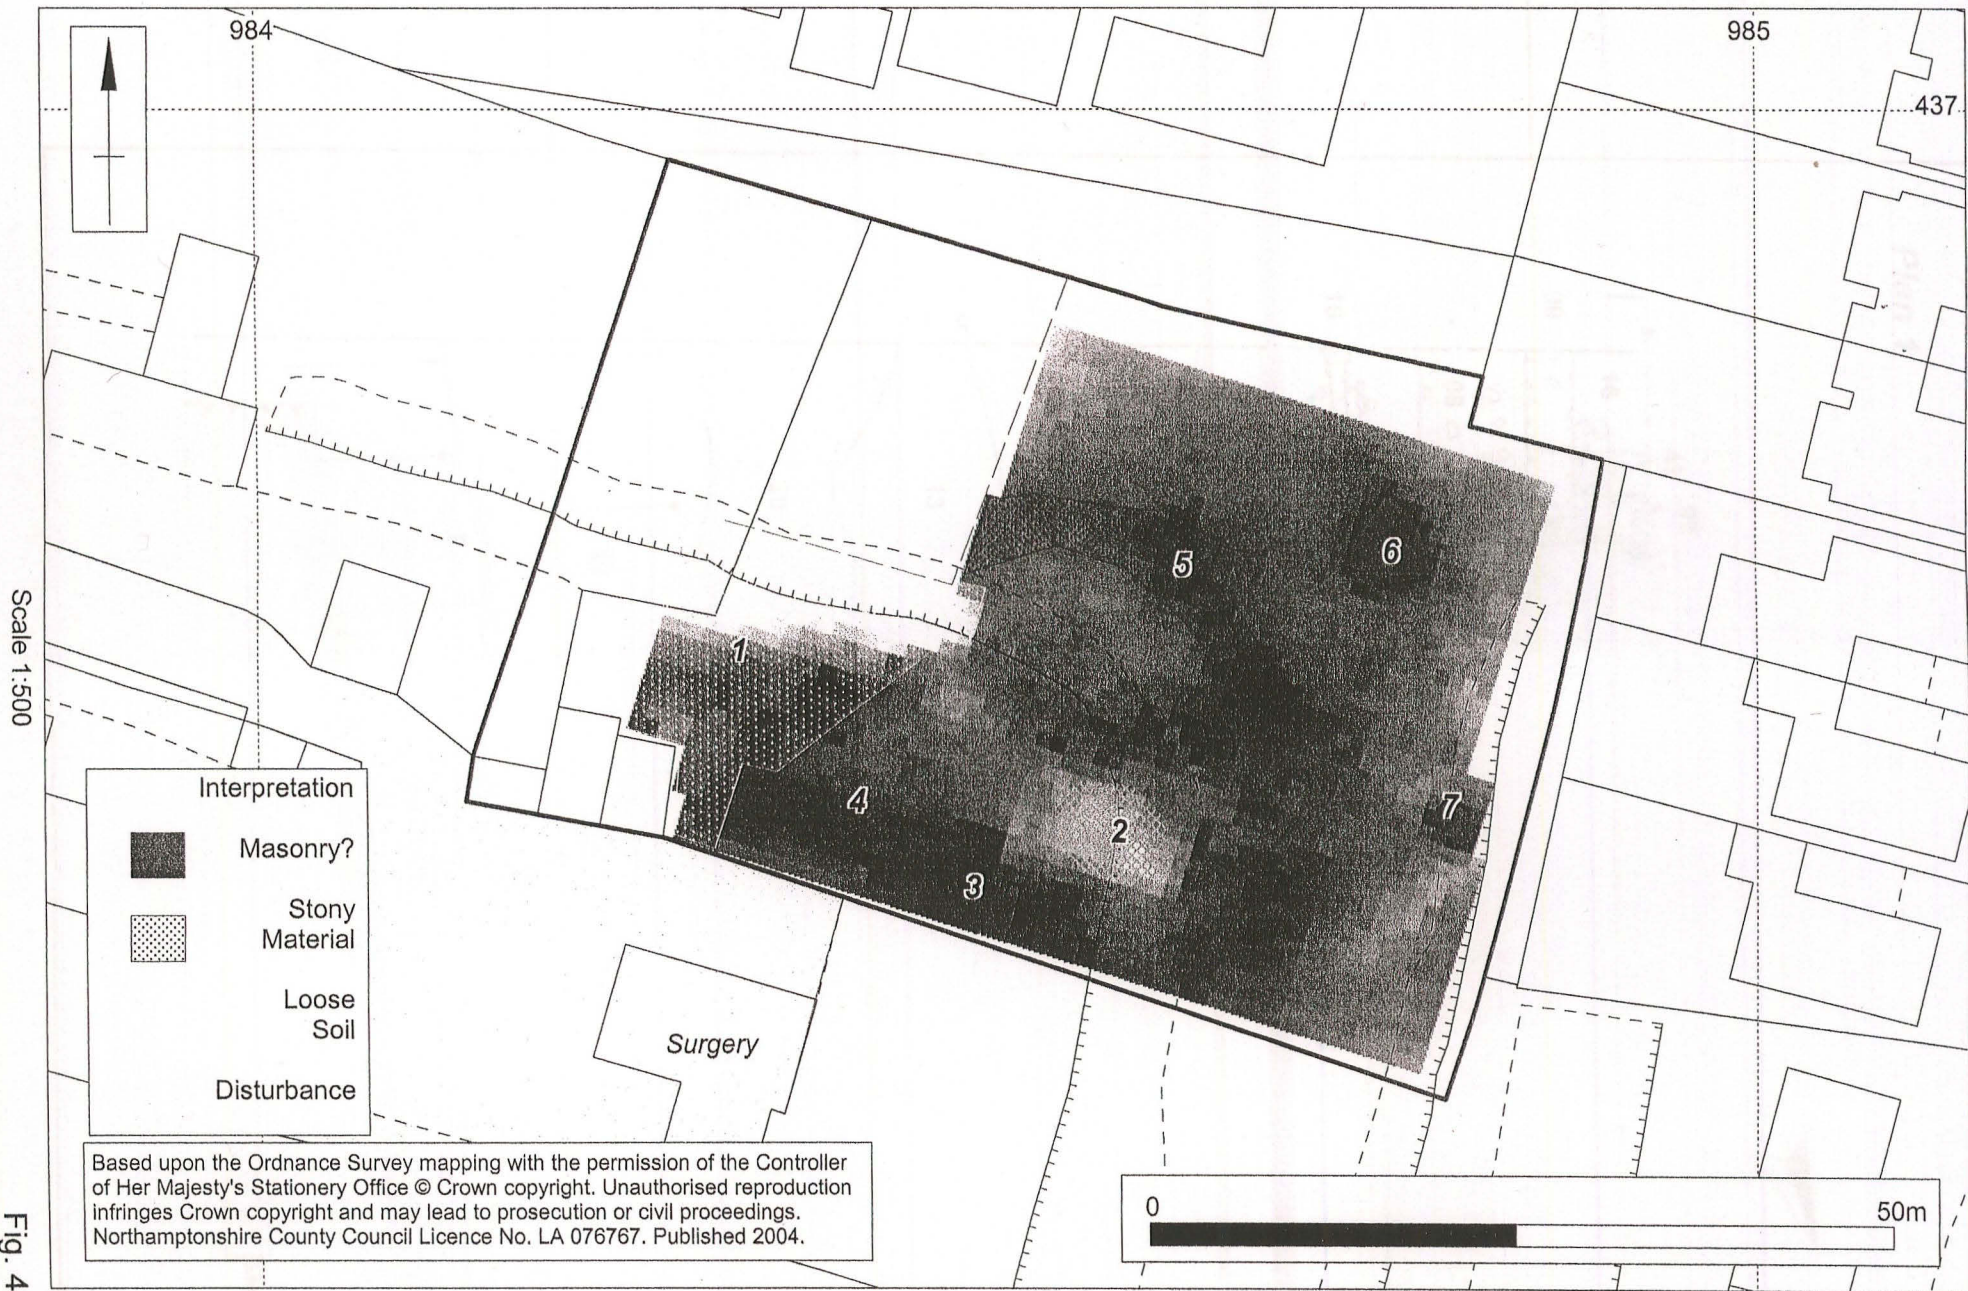 984
985
437
1
5
6
4
2
7
3
Interpretation
Masonry?
Stony
Material
Loose
Soil
Disturbance
Surgery
Based upon the Ordnance Survey mapping with the permission of the Controller
of Her Majesty's Stationery Office © Crown copyright. Unauthorised reproduction
infringes Crown copyright and may lead to prosecution or civil proceedings.
Northamptonshire County Council Licence No. LA 076767. Published 2004.
0
50m
Scale 1:500
Fig. 4